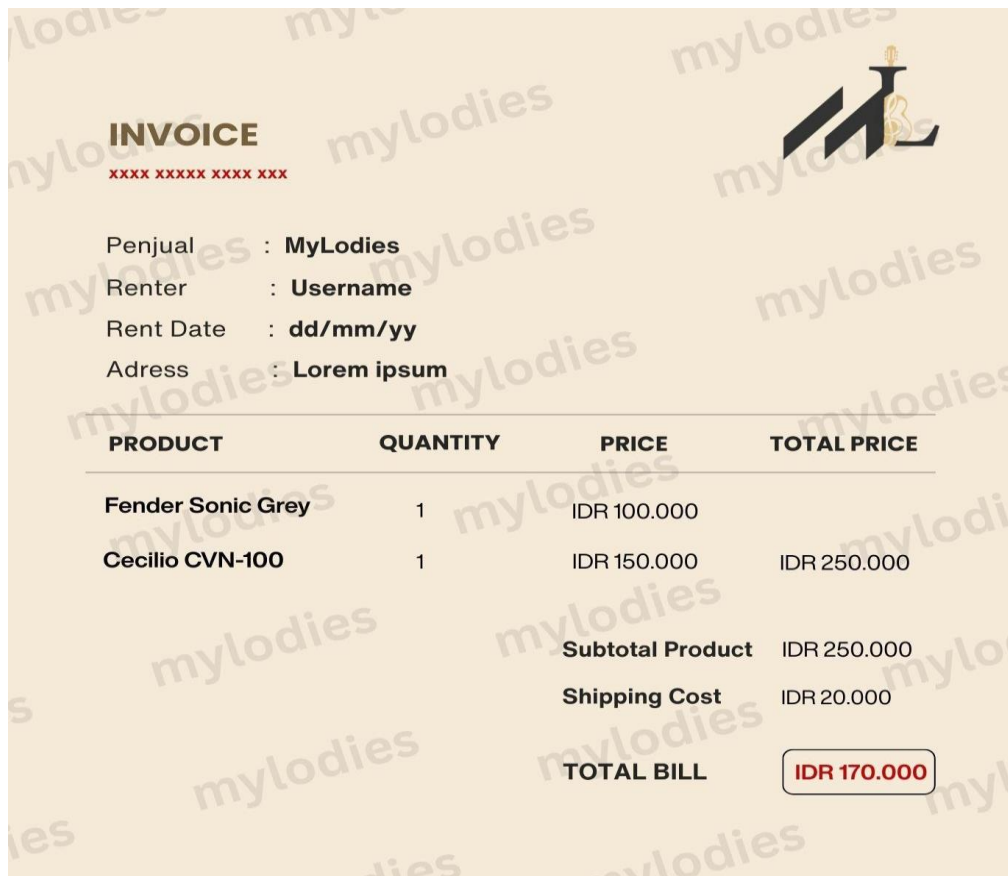 INVOICE
xxxx xxxxx xxxx xxx
Penjual : MyLodies
Renter : Username
Rent Date : dd/mm/yy
Adress : Lorem ipsum
PRODUCT QUANTITY PRICE TOTAL PRICE
Fender Sonic Grey 1 IDR 100.000
Cecilio CVN-100 1 IDR 150.000 IDR 250.000
Subtotal Product IDR 250.000
Shipping Cost IDR 20.000
TOTAL BILL IDR 170.000
mylodies